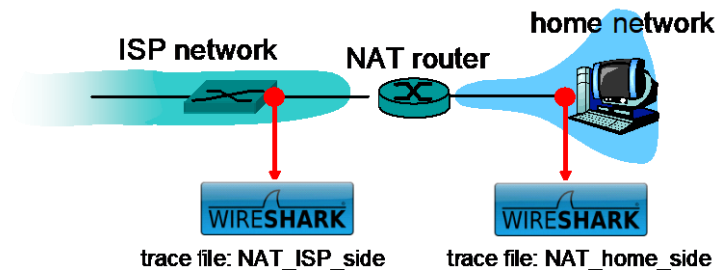 home network
ISP network
NAT router
WIRESHARK
WIRESHARK
trace file: NAT_ISP_side
trace file: NAT_home_side